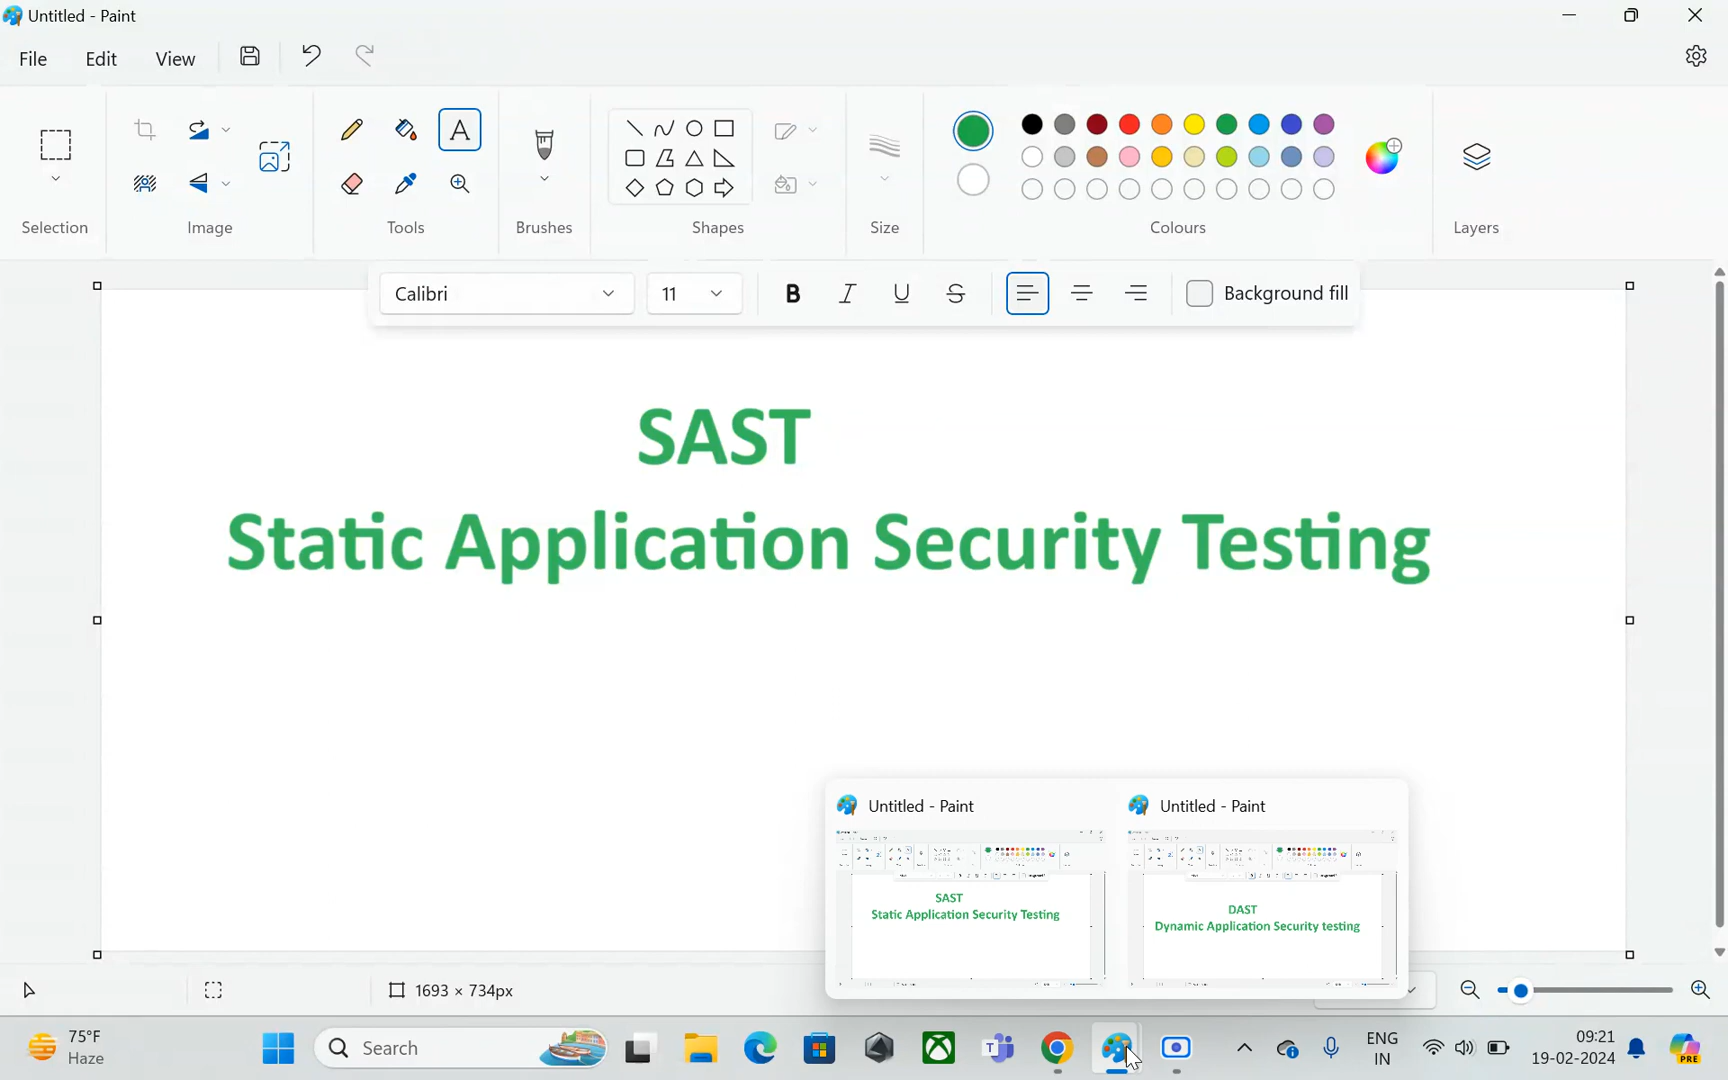 Untitled - Paint
File Edit View
Selection Image Tools Brushes Shapes Size Colours Layers
Calibri 11 B I U S Background fill
SAST
Static Application Security Testing
Untitled - Paint Untitled - Paint
SAST
Static Application Security Testing
DAST
Dynamic Application Security testing
1693 × 734px
75°F
Haze
Search
ENG
IN
09:21
19-02-2024
PRE